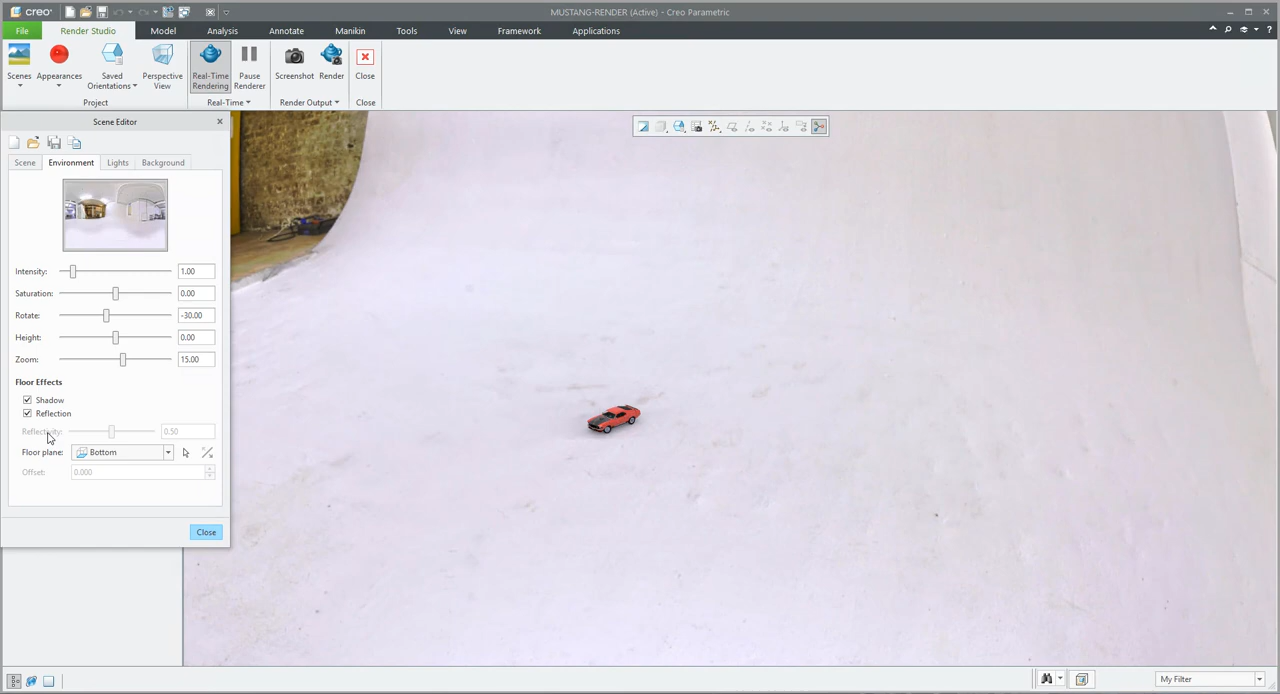 creo
MUSTANG-RENDER (Active) - Creo Parametric
File Render Studio Model Analysis Annotate Manikin Tools View Framework Applications
Scenes Appearances Saved Orientations Perspective View Real-Time Rendering Pause Renderer Screenshot Render Close
Project Real-Time Render Output Close
Scene Editor
Scene Environment Lights Background
Intensity: 1.00
Saturation: 0.00
Rotate: -30.00
Height: 0.00
Zoom: 15.00
Floor Effects
Shadow
Reflection
Reflectivity: 0.50
Floor plane: Bottom
Offset: 0.000
Close
My Filter